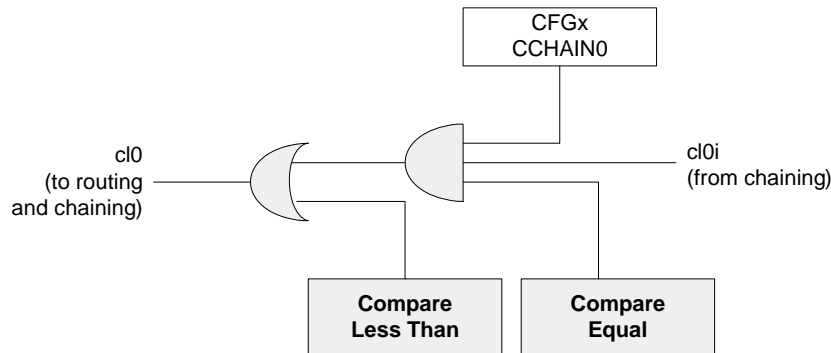 CFGx
CCHAIN0
cl0
(to routing
and chaining)
cl0i
(from chaining)
Compare
Less Than
Compare
Equal